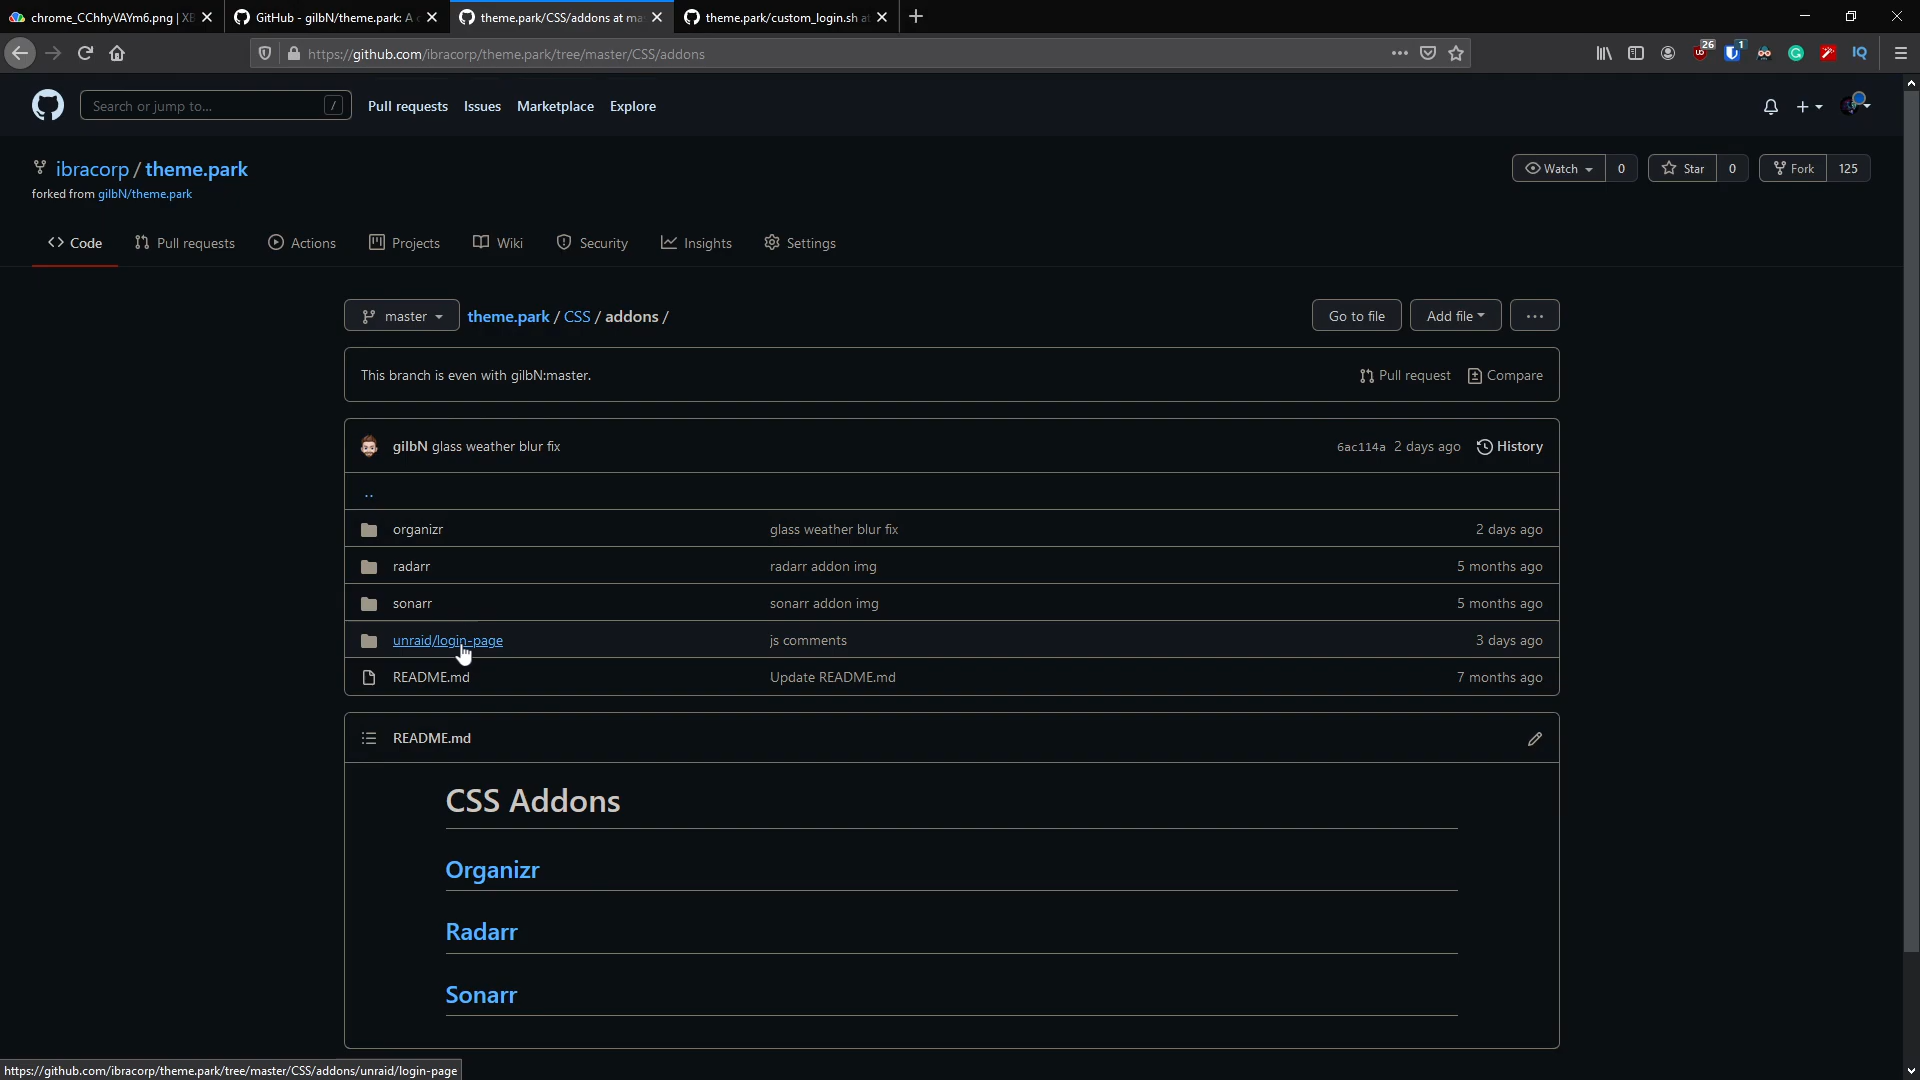 chrome_CChhyVAYm6.png | XB
GitHub - gilbN/theme.park: A c
theme.park/CSS/addons at ma
theme.park/custom_login.sh at
https://github.com/ibracorp/theme.park/tree/master/CSS/addons
26
1
IQ
Search or jump to...
/
Pull requests
Issues
Marketplace
Explore
ibracorp / theme.park
forked from gilbN/theme.park
Watch
0
Star
0
Fork
125
Code
Pull requests
Actions
Projects
Wiki
Security
Insights
Settings
master
theme.park / CSS / addons /
Go to file
Add file
This branch is even with gilbN:master.
Pull request
Compare
gilbN glass weather blur fix
6ac114a 2 days ago
History
..
organizr glass weather blur fix 2 days ago
radarr radarr addon img 5 months ago
sonarr sonarr addon img 5 months ago
unraid/login-page js comments 3 days ago
README.md Update README.md 7 months ago
README.md
CSS Addons
Organizr
Radarr
Sonarr
https://github.com/ibracorp/theme.park/tree/master/CSS/addons/unraid/login-page